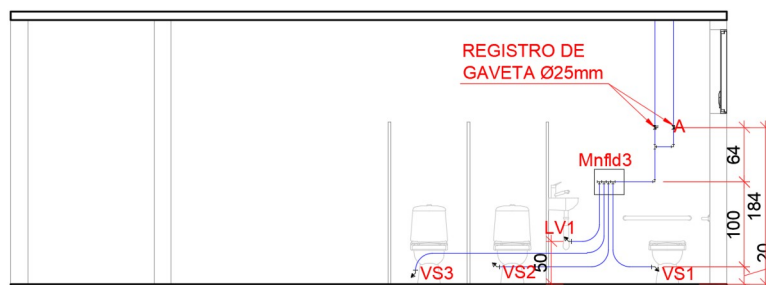 REGISTRO DE
GAVETA Ø25mm
A
Mnfld3
64
184
100
LV1
50
VS3
VS2
VS1
20